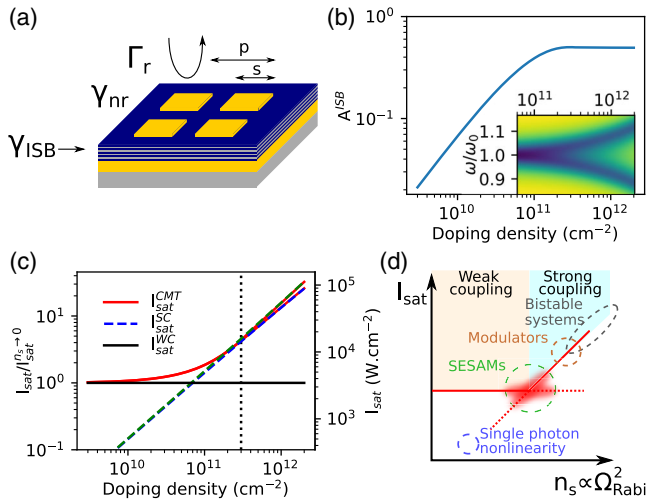 (a)
Γr
p
s
γnr
γISB
(b)
10^0
10^-1
A^ISB
10^10
10^11
10^12
Doping density (cm^-2)
10^11
10^12
1.1
1.0
0.9
ω/ω0
(c)
I_sat^CMT
I_sat^SC
I_sat^WC
10^1
10^0
10^-1
I_sat/I_sat^{n_s→0}
10^5
10^4
10^3
I_sat (W.cm^-2)
10^10
10^11
10^12
Doping density (cm^-2)
(d)
I_sat
Weak
coupling
Strong
coupling
Bistable
systems
Modulators
SESAMs
Single photon
nonlinearity
n_s∝Ω^2_Rabi